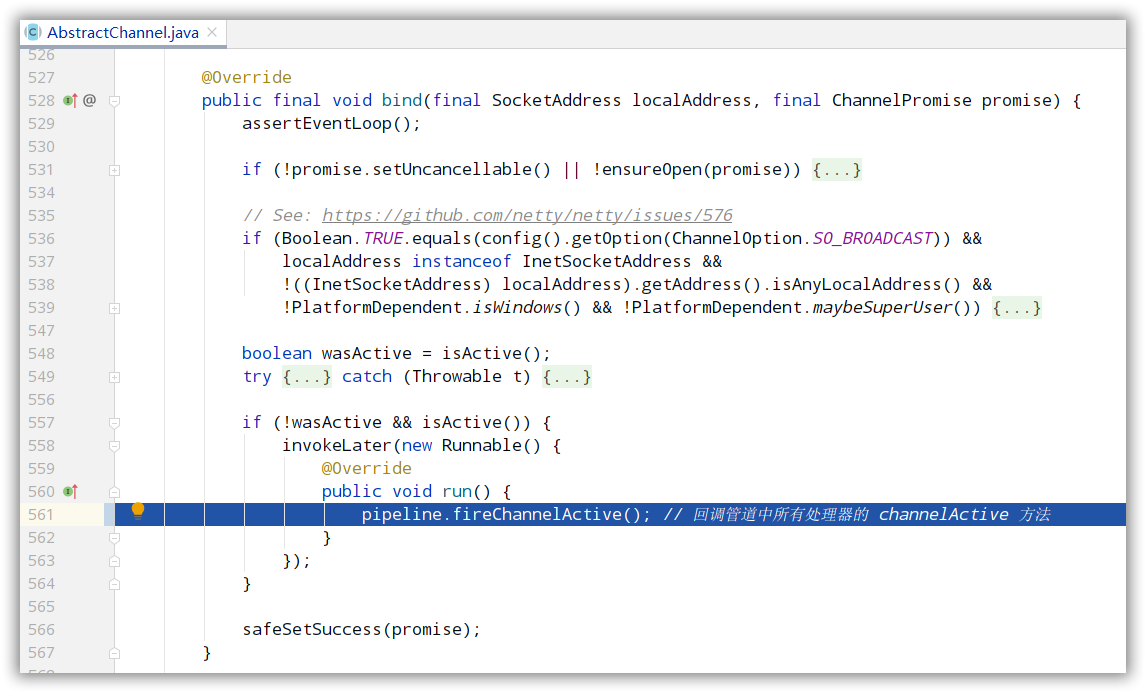 AbstractChannel.java
526
527 @Override
528 @ public final void bind(final SocketAddress localAddress, final ChannelPromise promise) {
529 assertEventLoop();
530
531 if (!promise.setUncancellable() || !ensureOpen(promise)) {...}
534
535 // See: https://github.com/netty/netty/issues/576
536 if (Boolean.TRUE.equals(config().getOption(ChannelOption.SO_BROADCAST)) &&
537 localAddress instanceof InetSocketAddress &&
538 !((InetSocketAddress) localAddress).getAddress().isAnyLocalAddress() &&
539 !PlatformDependent.isWindows() && !PlatformDependent.maybeSuperUser()) {...}
547
548 boolean wasActive = isActive();
549 try {...} catch (Throwable t) {...}
556
557 if (!wasActive && isActive()) {
558 invokeLater(new Runnable() {
559 @Override
560 public void run() {
561 pipeline.fireChannelActive(); // 回调管道中所有处理器的 channelActive 方法
562 }
563 });
564 }
565
566 safeSetSuccess(promise);
567 }